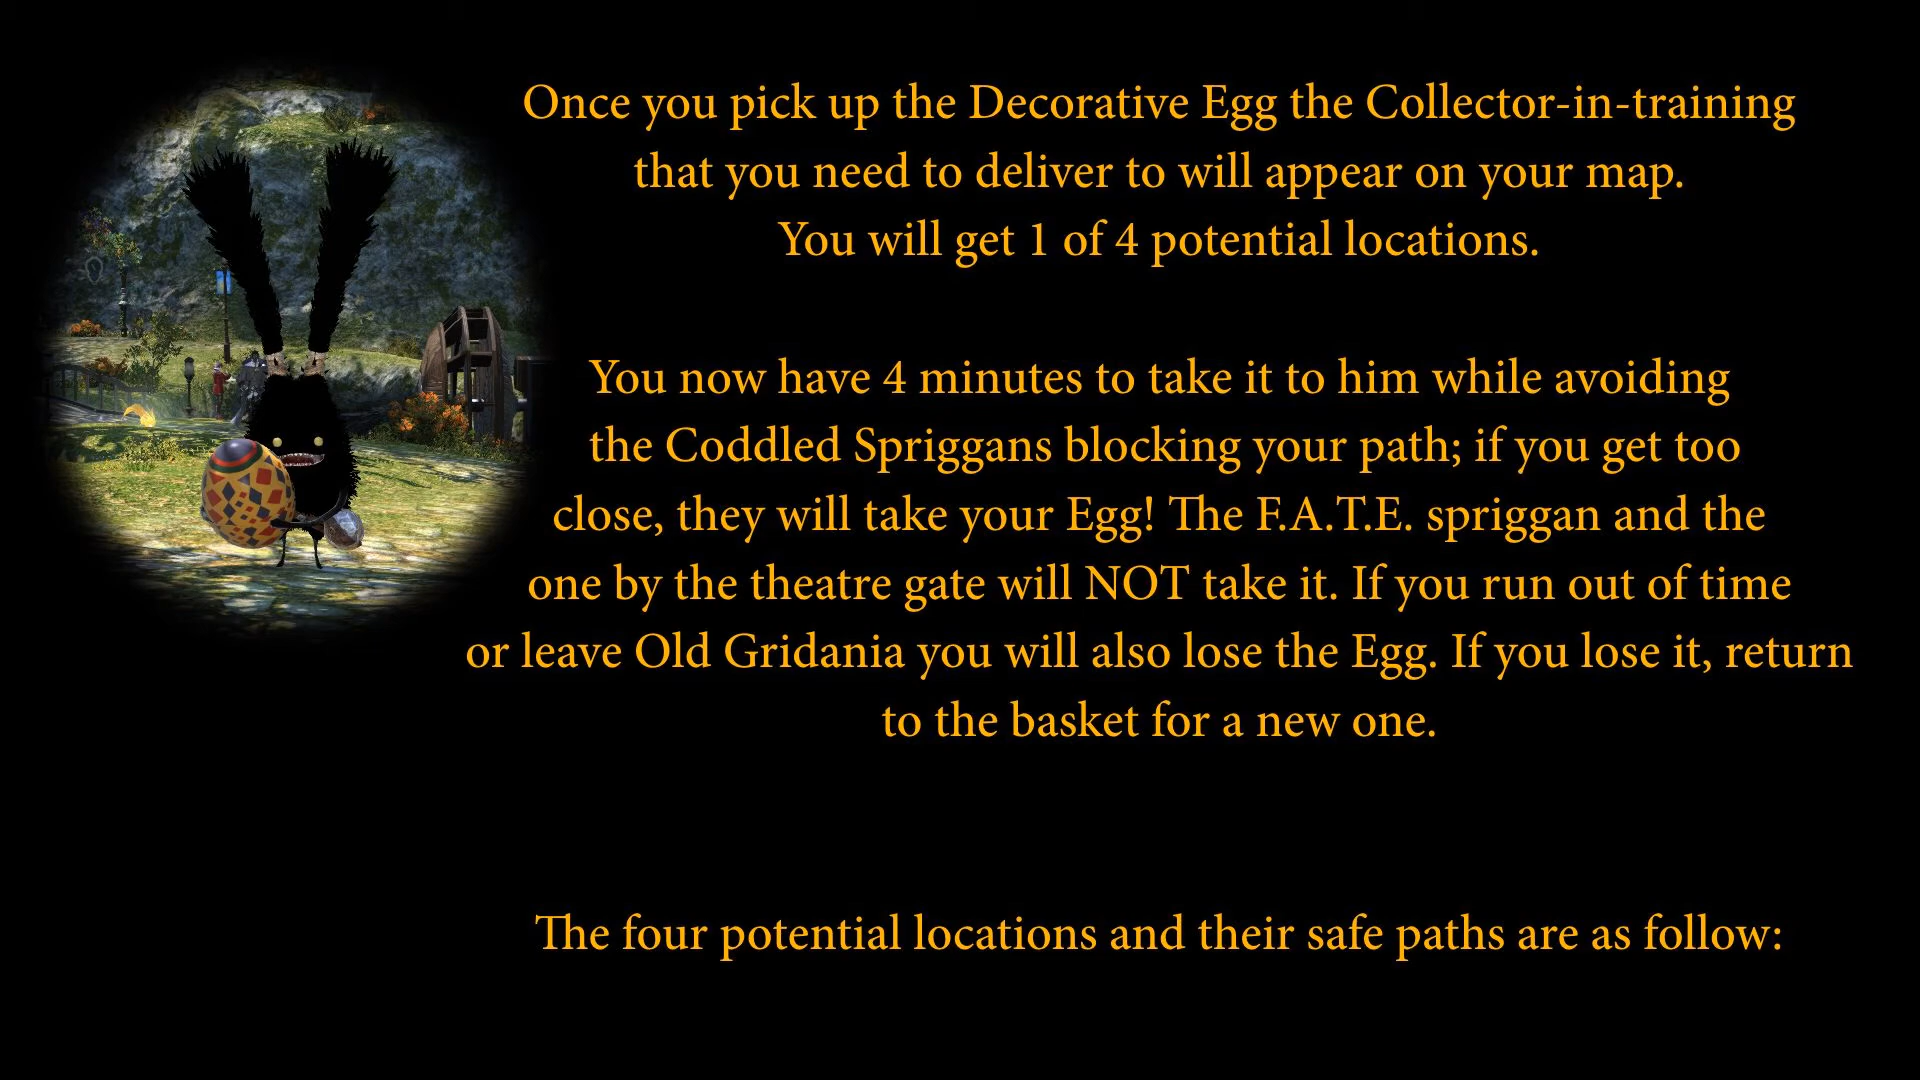 Once you pick up the Decorative Egg the Collector-in-training
that you need to deliver to will appear on your map.
You will get 1 of 4 potential locations.
You now have 4 minutes to take it to him while avoiding
the Coddled Spriggans blocking your path; if you get too
close, they will take your Egg! The F.A.T.E. spriggan and the
one by the theatre gate will NOT take it. If you run out of time
or leave Old Gridania you will also lose the Egg. If you lose it, return
to the basket for a new one.
The four potential locations and their safe paths are as follow: